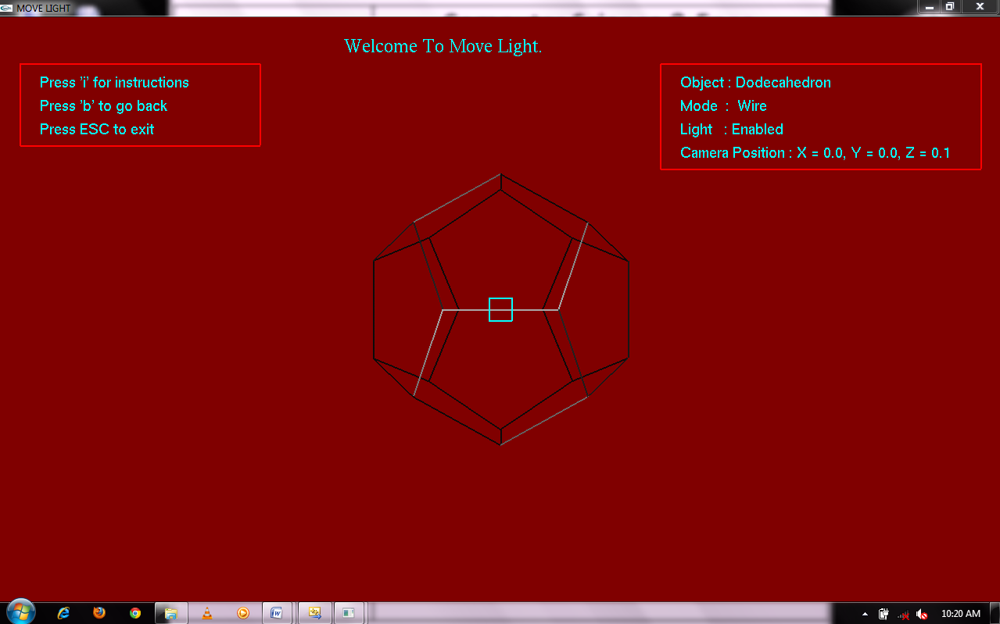 MOVE LIGHT
Welcome To Move Light.
Press 'i' for instructions
Press 'b' to go back
Press ESC to exit
Object : Dodecahedron
Mode  :  Wire
Light   : Enabled
Camera Position : X = 0.0, Y = 0.0, Z = 0.1
10:20 AM